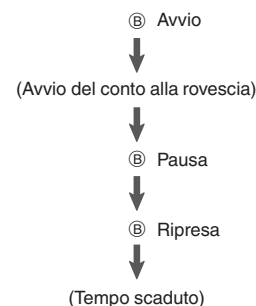 Ⓑ Avvio
(Avvio del conto alla rovescia)
Ⓑ Pausa
Ⓑ Ripresa
(Tempo scaduto)